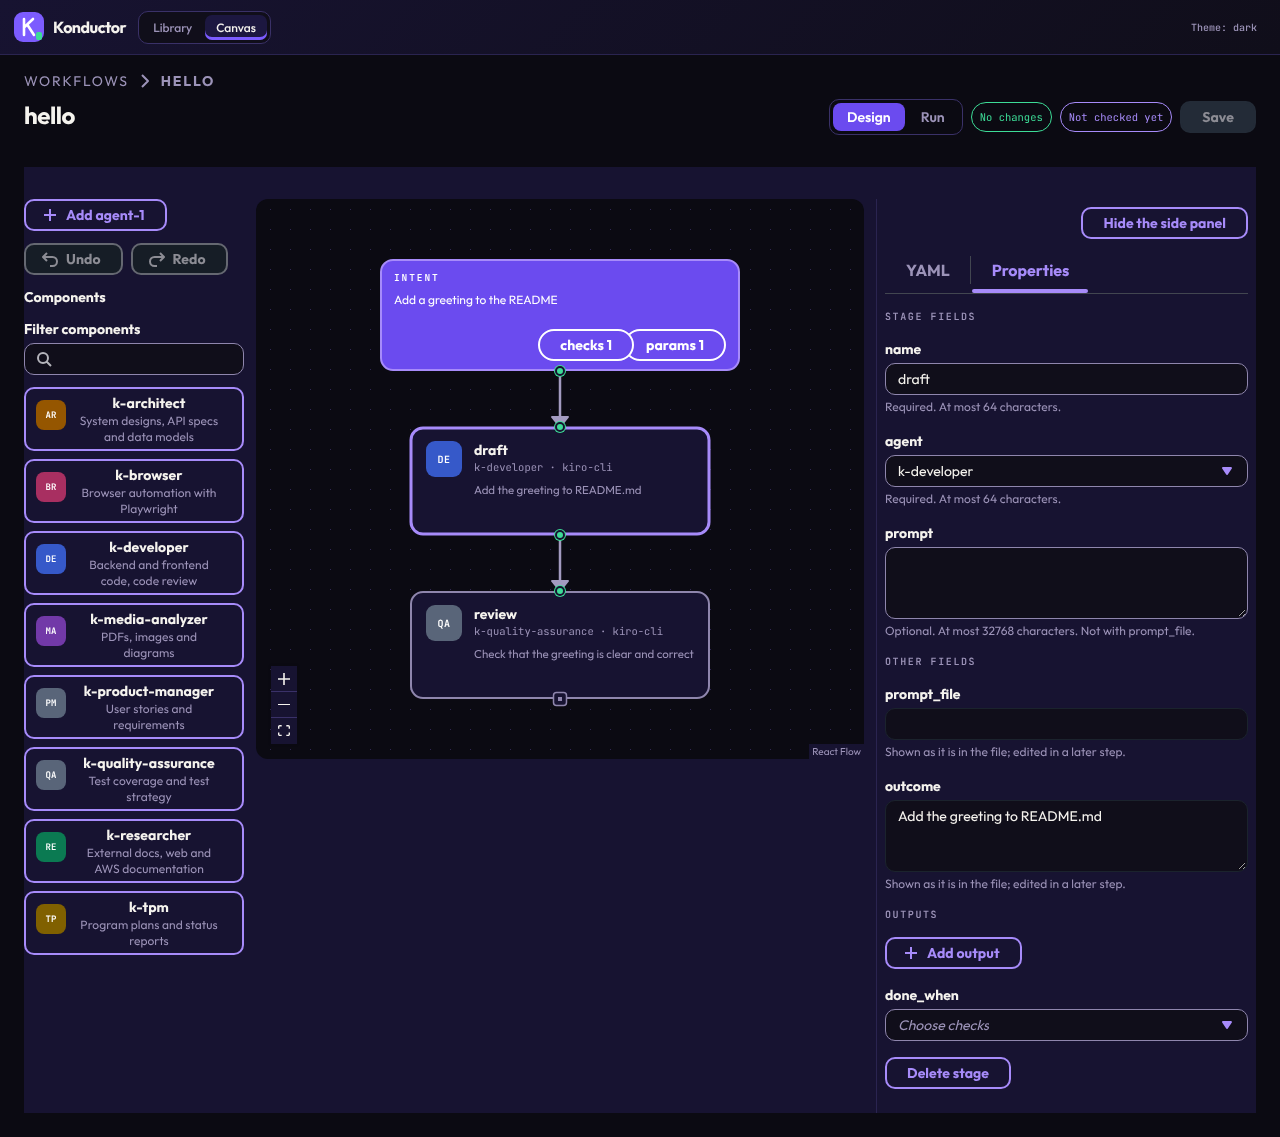 K Konductor
Library
Canvas
Theme: dark
WORKFLOWS > HELLO
hello
Design
Run
No changes
Not checked yet
Save
Add agent-1
Undo
Redo
Components
Filter components
AR
k-architect
System designs, API specs
and data models
BR
k-browser
Browser automation with
Playwright
DE
k-developer
Backend and frontend
code, code review
MA
k-media-analyzer
PDFs, images and
diagrams
PM
k-product-manager
User stories and
requirements
QA
k-quality-assurance
Test coverage and test
strategy
RE
k-researcher
External docs, web and
AWS documentation
TP
k-tpm
Program plans and status
reports
INTENT
Add a greeting to the README
checks 1
params 1
DE
draft
k-developer · kiro-cli
Add the greeting to README.md
QA
review
k-quality-assurance · kiro-cli
Check that the greeting is clear and correct
React Flow
Hide the side panel
YAML
Properties
STAGE FIELDS
name
draft
Required. At most 64 characters.
agent
k-developer
Required. At most 64 characters.
prompt
Optional. At most 32768 characters. Not with prompt_file.
OTHER FIELDS
prompt_file
Shown as it is in the file; edited in a later step.
outcome
Add the greeting to README.md
Shown as it is in the file; edited in a later step.
OUTPUTS
Add output
done_when
Choose checks
Delete stage